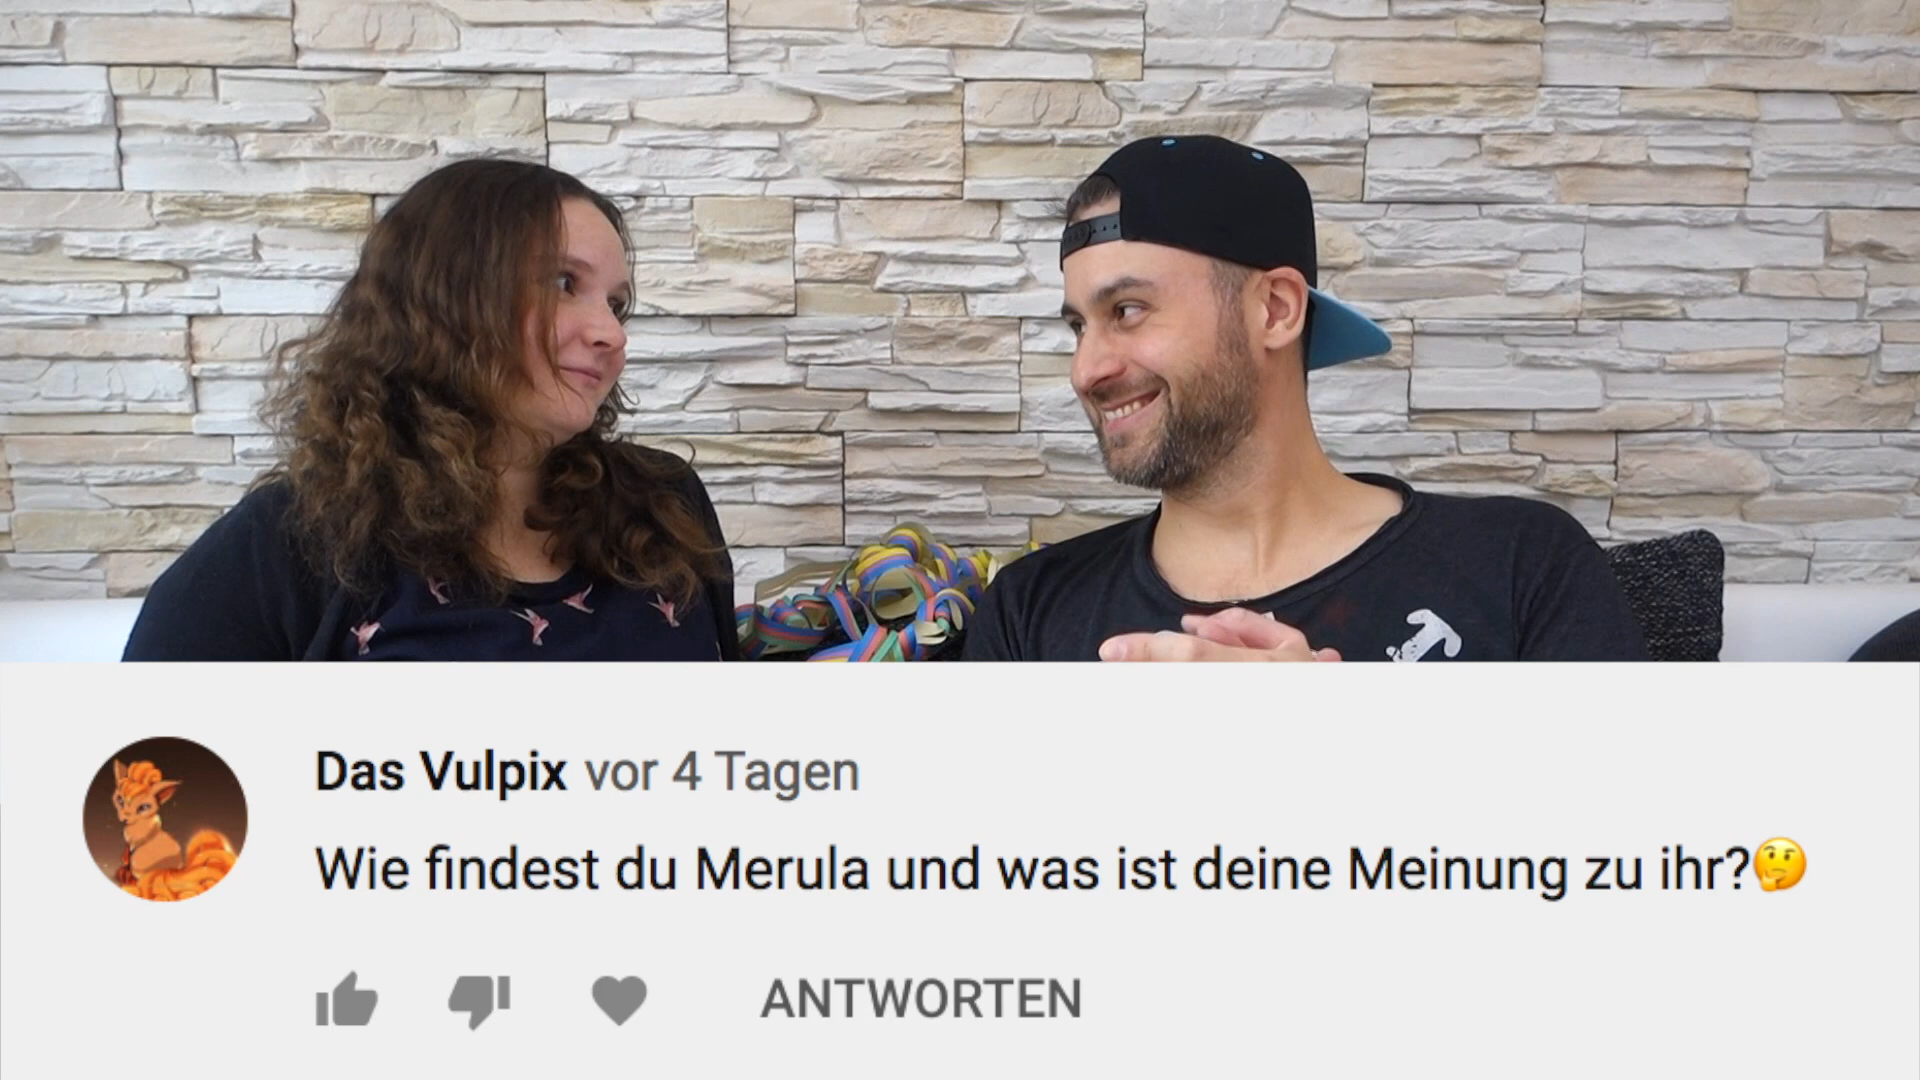 Das Vulpix vor 4 Tagen
Wie findest du Merula und was ist deine Meinung zu ihr?🤔
ANTWORTEN